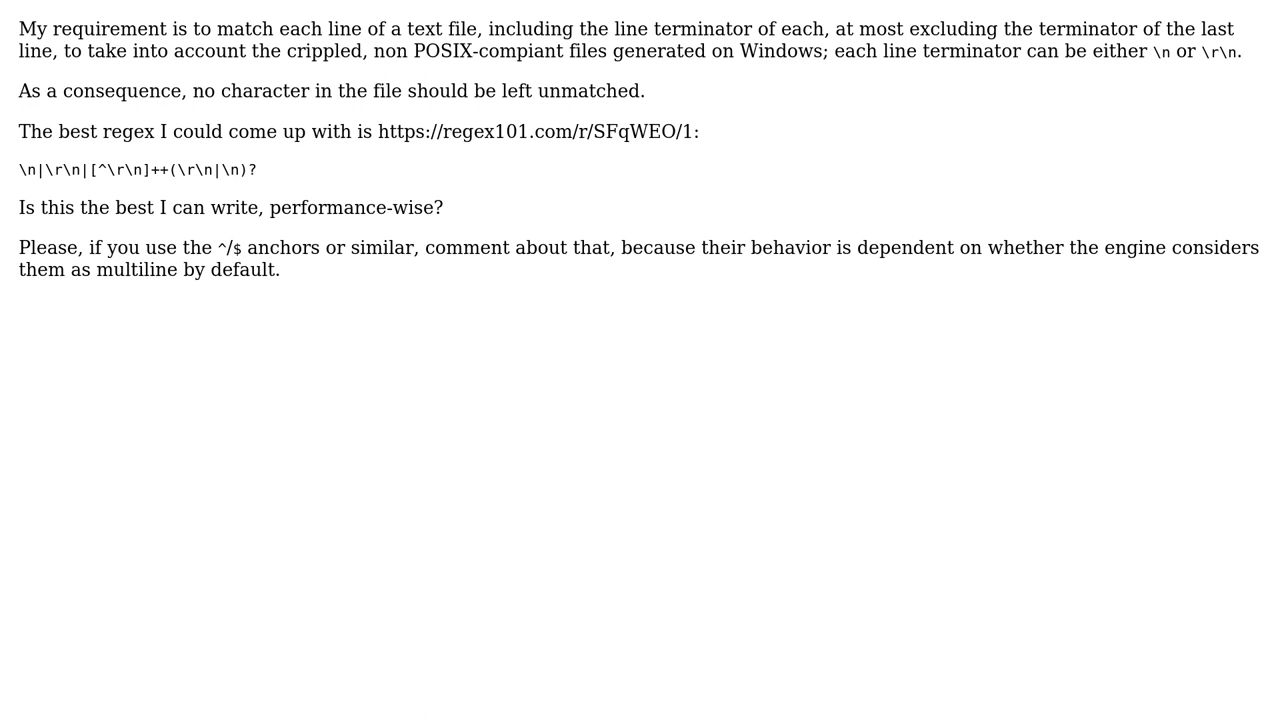 My requirement is to match each line of a text file, including the line terminator of each, at most excluding the terminator of the last
line, to take into account the crippled, non POSIX-compiant files generated on Windows; each line terminator can be either \n or \r\n.
As a consequence, no character in the file should be left unmatched.
The best regex I could come up with is https://regex101.com/r/SFqWEO/1:
\n|\r\n|[^\r\n]++(\r\n|\n)?
Is this the best I can write, performance-wise?
Please, if you use the ^/$ anchors or similar, comment about that, because their behavior is dependent on whether the engine considers
them as multiline by default.